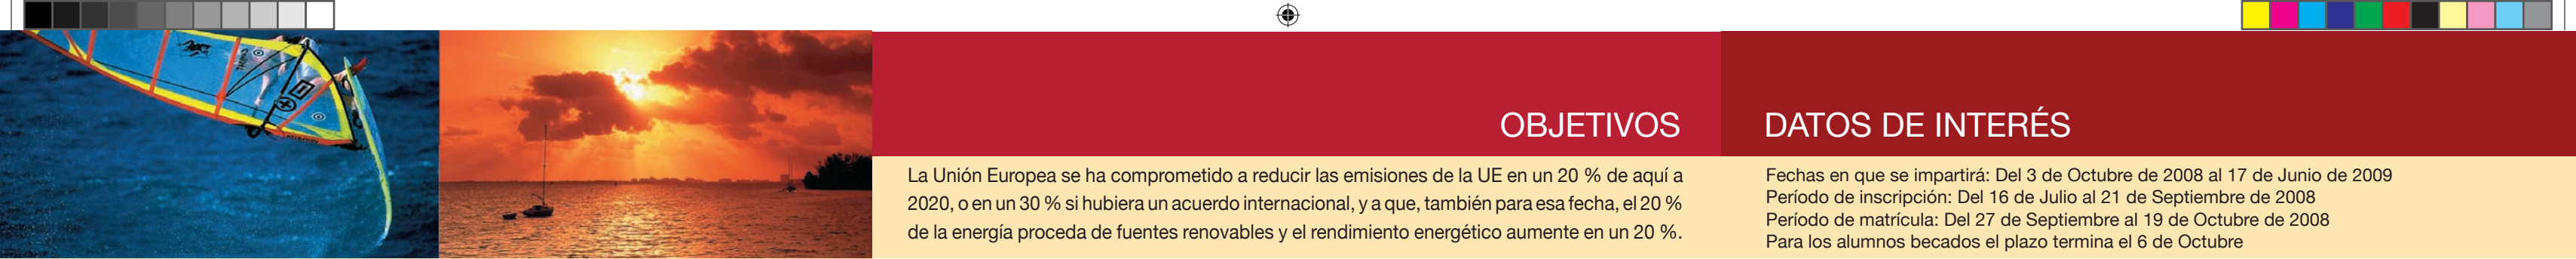 OBJETIVOS
La Unión Europea se ha comprometido a reducir las emisiones de la UE en un 20 % de aquí a
2020, o en un 30 % si hubiera un acuerdo internacional, y a que, también para esa fecha, el 20 %
de la energía proceda de fuentes renovables y el rendimiento energético aumente en un 20 %.
DATOS DE INTERÉS
Fechas en que se impartirá: Del 3 de Octubre de 2008 al 17 de Junio de 2009
Período de inscripción: Del 16 de Julio al 21 de Septiembre de 2008
Período de matrícula: Del 27 de Septiembre al 19 de Octubre de 2008
Para los alumnos becados el plazo termina el 6 de Octubre